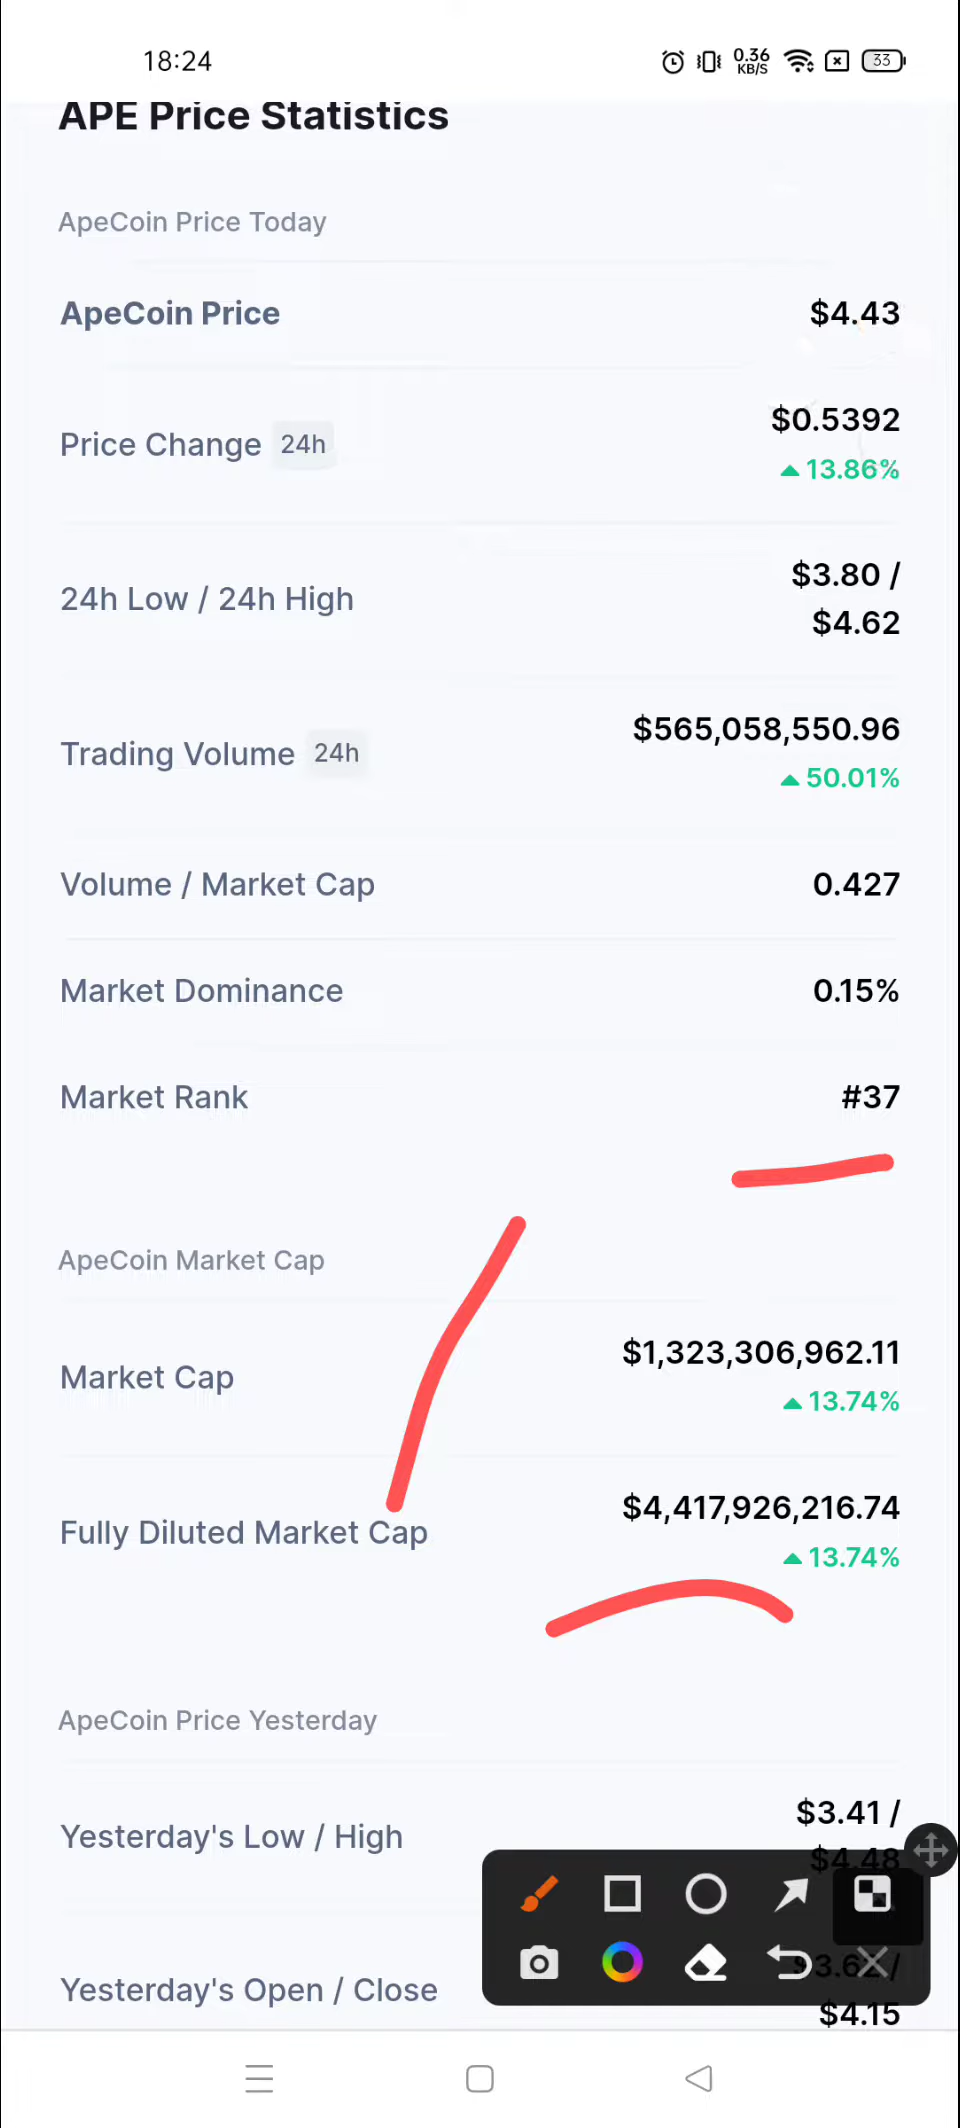 18:24
0.36
KB/S
33
APE Price Statistics
ApeCoin Price Today
ApeCoin Price $4.43
Price Change 24h $0.5392
13.86%
24h Low / 24h High $3.80 /
$4.62
Trading Volume 24h $565,058,550.96
50.01%
Volume / Market Cap 0.427
Market Dominance 0.15%
Market Rank #37
ApeCoin Market Cap
Market Cap $1,323,306,962.11
13.74%
Fully Diluted Market Cap $4,417,926,216.74
13.74%
ApeCoin Price Yesterday
Yesterday's Low / High $3.41 /
$4.48
Yesterday's Open / Close $3.62 /
$4.15